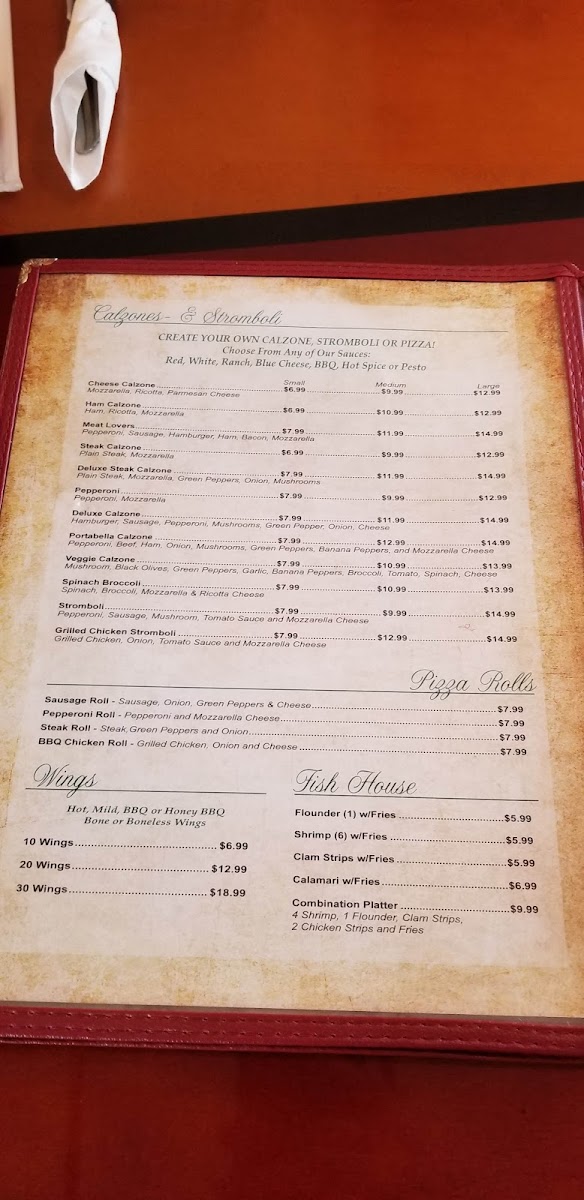 Calzones- & Stromboli
CREATE YOUR OWN CALZONE, STROMBOLI OR PIZZA!
Choose From Any of Our Sauces:
Red, White, Ranch, Blue Cheese, BBQ, Hot Spice or Pesto
Small Medium Large
Cheese Calzone $6.99 $9.99 $12.99
Mozzarella, Ricotta, Parmesan Cheese
Ham Calzone $6.99 $10.99 $12.99
Ham, Ricotta, Mozzarella
Meat Lovers $7.99 $11.99 $14.99
Pepperoni, Sausage, Hamburger, Ham, Bacon, Mozzarella
Steak Calzone $6.99 $9.99 $12.99
Plain Steak, Mozzarella
Deluxe Steak Calzone $7.99 $11.99 $14.99
Plain Steak, Mozzarella, Green Peppers, Onion, Mushrooms
Pepperoni $7.99 $9.99 $12.99
Pepperoni, Mozzarella
Deluxe Calzone $7.99 $11.99 $14.99
Hamburger, Sausage, Pepperoni, Mushrooms, Green Pepper, Onion, Cheese
Portabella Calzone $7.99 $12.99 $14.99
Pepperoni, Beef, Ham, Onion, Mushrooms, Green Peppers, Banana Peppers, and Mozzarella Cheese
Veggie Calzone $7.99 $10.99 $13.99
Mushroom, Black Olives, Green Peppers, Garlic, Banana Peppers, Broccoli, Tomato, Spinach, Cheese
Spinach Broccoli $7.99 $10.99 $13.99
Spinach, Broccoli, Mozzarella & Ricotta Cheese
Stromboli $7.99 $9.99 $14.99
Pepperoni, Sausage, Mushroom, Tomato Sauce and Mozzarella Cheese
Grilled Chicken Stromboli $7.99 $12.99 $14.99
Grilled Chicken, Onion, Tomato Sauce and Mozzarella Cheese
Pizza Rolls
Sausage Roll - Sausage, Onion, Green Peppers & Cheese $7.99
Pepperoni Roll - Pepperoni and Mozzarella Cheese $7.99
Steak Roll - Steak,Green Peppers and Onion $7.99
BBQ Chicken Roll - Grilled Chicken, Onion and Cheese $7.99
Wings
Hot, Mild, BBQ or Honey BBQ
Bone or Boneless Wings
10 Wings $6.99
20 Wings $12.99
30 Wings $18.99
Fish House
Flounder (1) w/Fries $5.99
Shrimp (6) w/Fries $5.99
Clam Strips w/Fries $5.99
Calamari w/Fries $6.99
Combination Platter $9.99
4 Shrimp, 1 Flounder, Clam Strips,
2 Chicken Strips and Fries